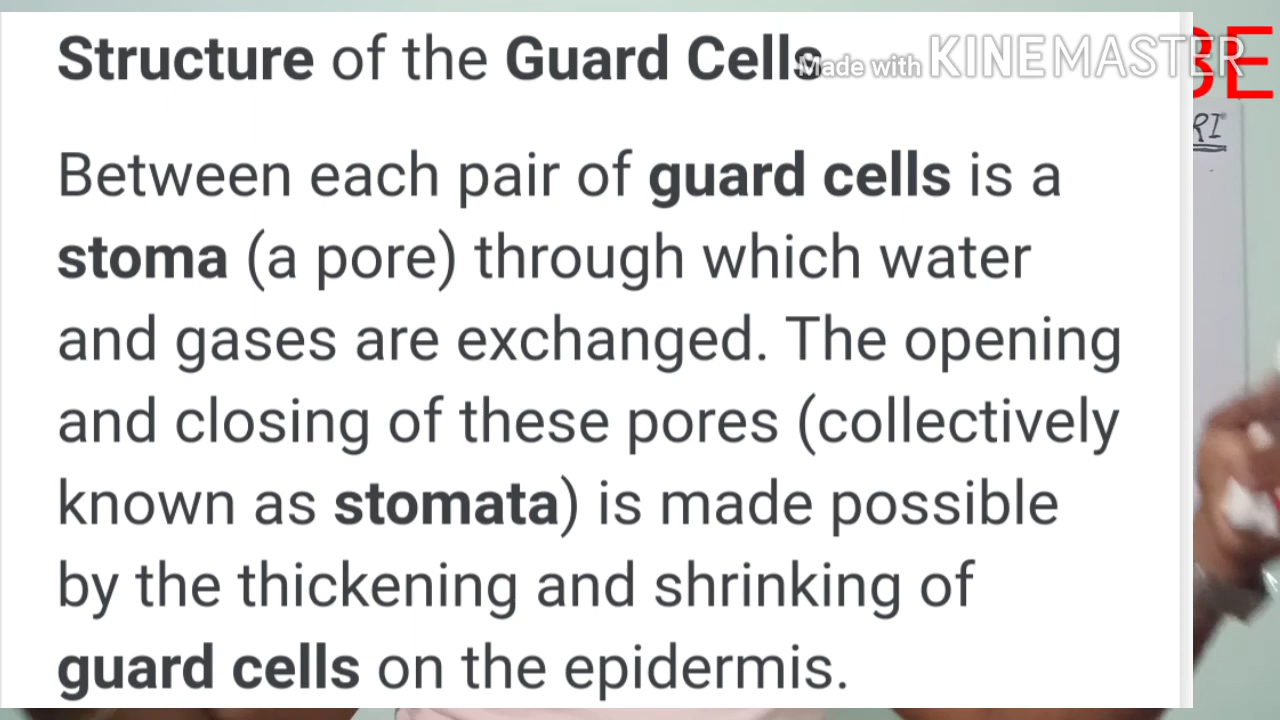 Structure of the Guard Cells
Made with KINEMASTER
BE
RI
Between each pair of guard cells is a
stoma (a pore) through which water
and gases are exchanged. The opening
and closing of these pores (collectively
known as stomata) is made possible
by the thickening and shrinking of
guard cells on the epidermis.